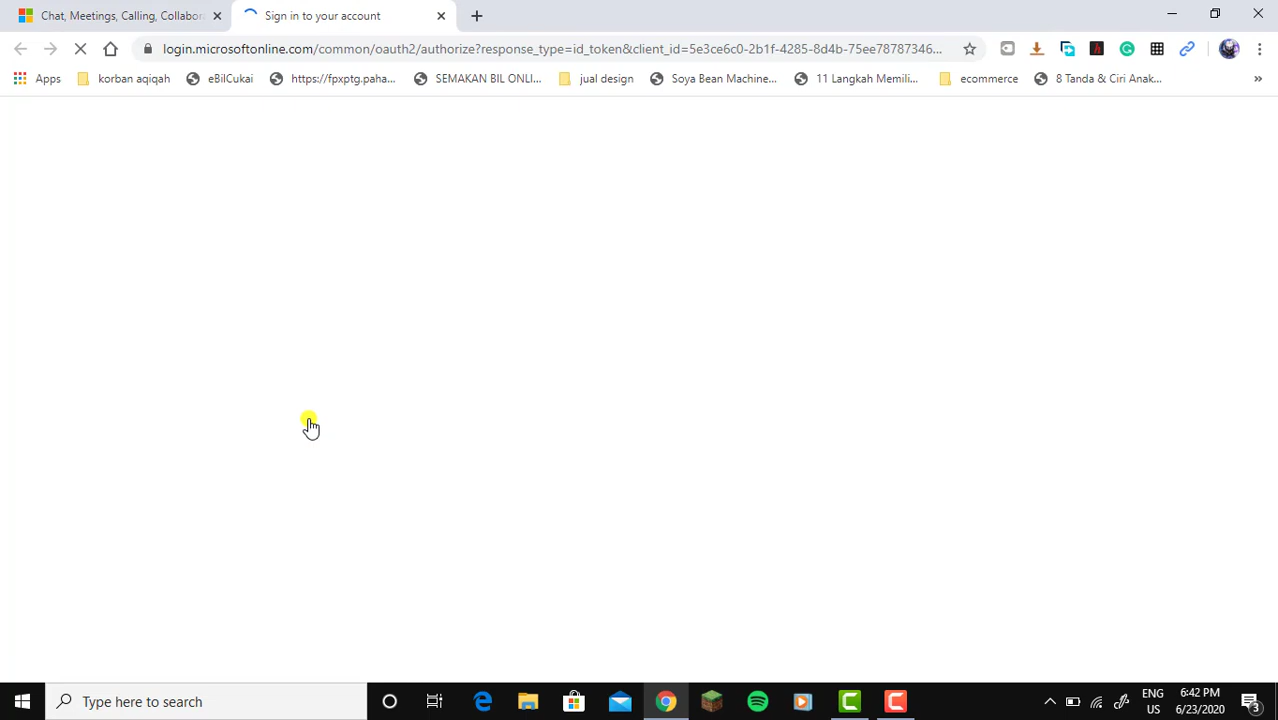 Chat, Meetings, Calling, Collabor
Sign in to your account
login.microsoftonline.com/common/oauth2/authorize?response_type=id_token&client_id=5e3ce6c0-2b1f-4285-8d4b-75ee78787346...
Apps
korban aqiqah
eBilCukai
https://fpxptg.paha...
SEMAKAN BIL ONLI...
jual design
Soya Bean Machine...
11 Langkah Memili...
ecommerce
8 Tanda & Ciri Anak...
»
Type here to search
ENG
US
6:42 PM
6/23/2020
3